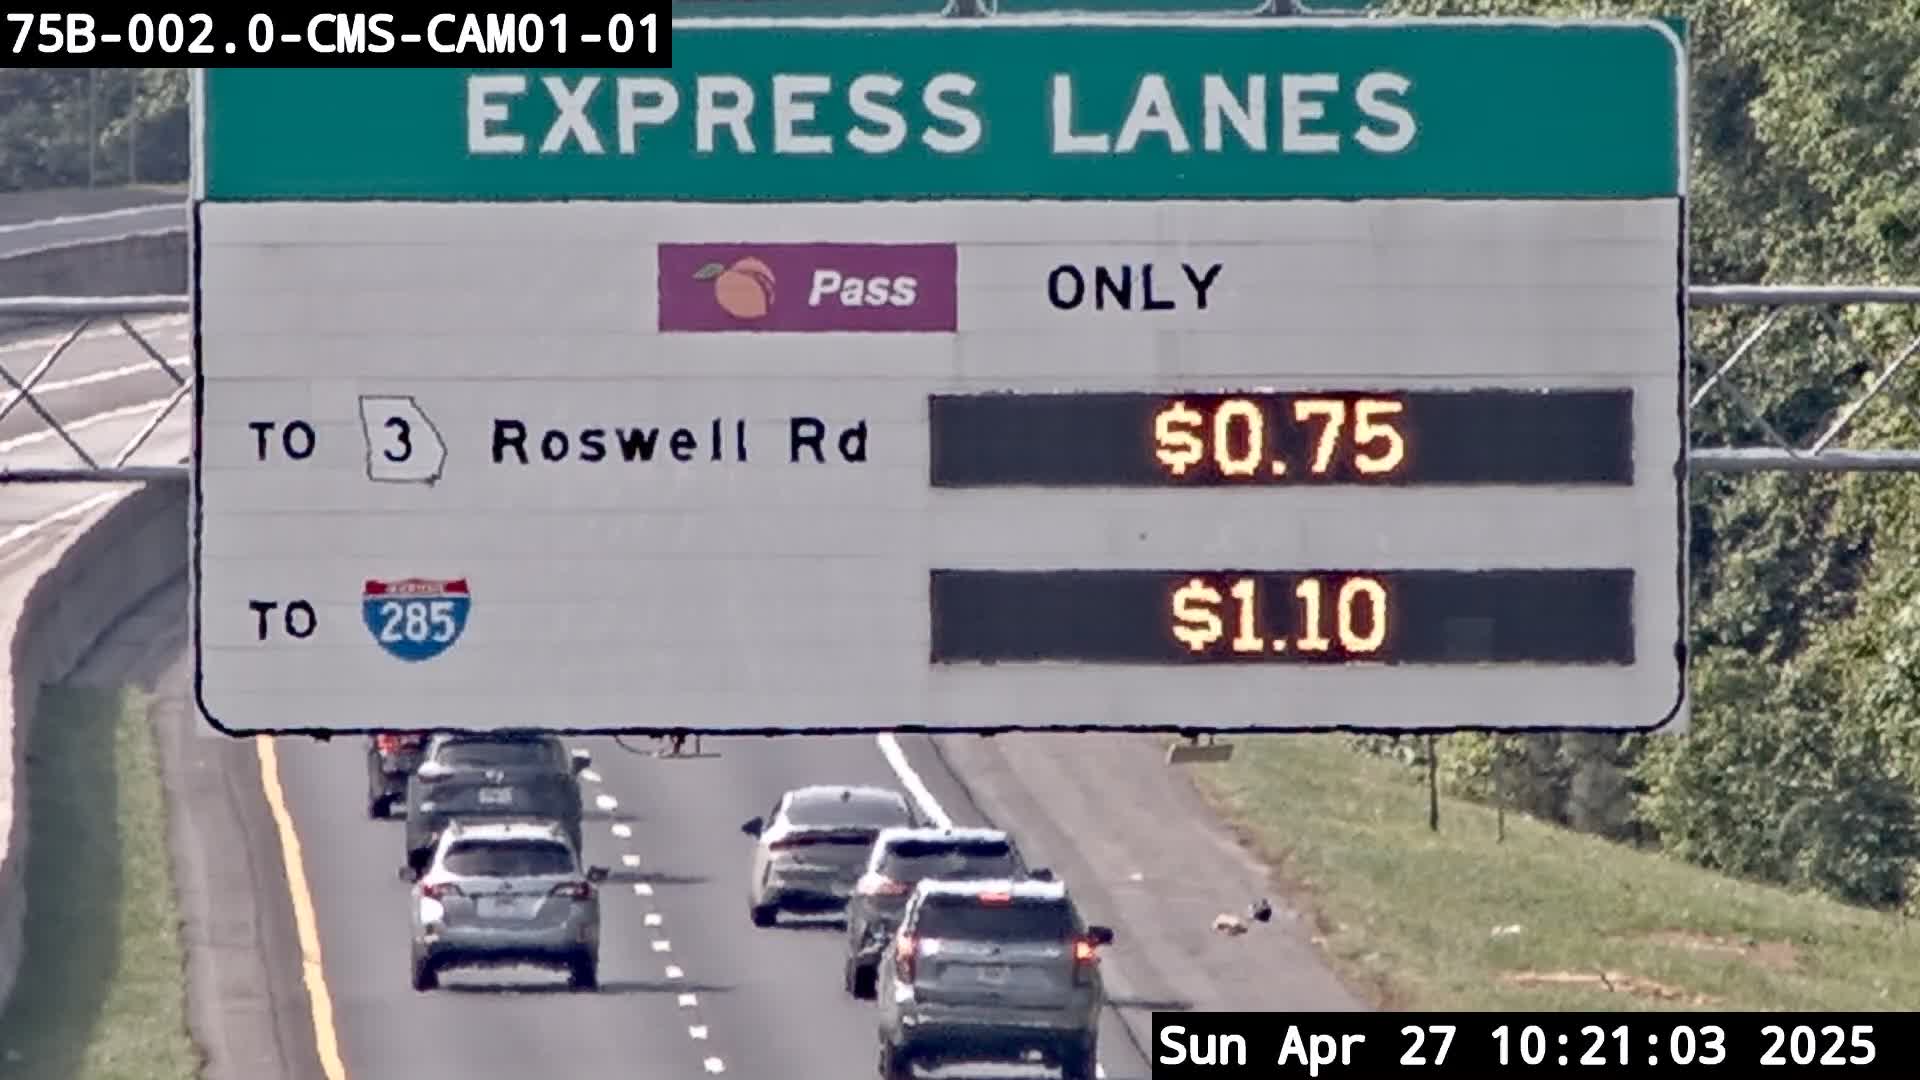 75B-002.0-CMS-CAM01-01
EXPRESS LANES
Pass ONLY
TO 3 Roswell Rd $0.75
TO 285 $1.10
Sun Apr 27 10:21:03 2025